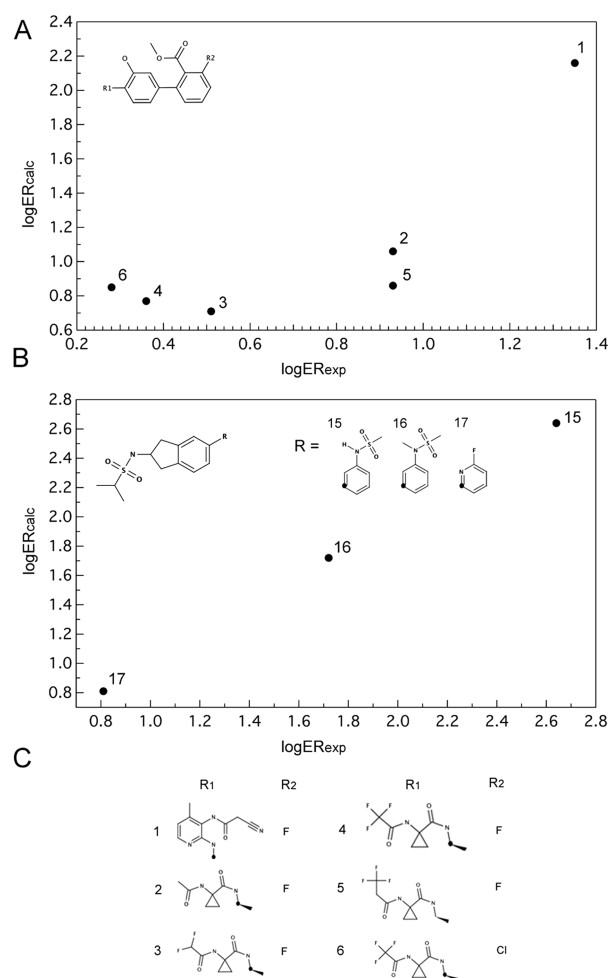 A
2.4
2.2
2.0
1.8
1.6
1.4
1.2
1.0
0.8
0.6
logERcalc
O
O
O
R2
R1
1
2
5
6
4
3
0.2 0.4 0.6 0.8 1.0 1.2 1.4
logERexp
B
2.8
2.6
2.4
2.2
2.0
1.8
1.6
1.4
1.2
1.0
0.8
logERcalc
R
N
O
S
O
R =
15 16 17
H
N
O
S
O
N
O
S
O
F
N
15
16
17
0.8 1.0 1.2 1.4 1.6 1.8 2.0 2.2 2.4 2.6 2.8
logERexp
C
R1 R2 R1 R2
1
HN
O
N
N
N
F
4
F
F
F
O
N
O
N
F
2
O
N
O
N
F
5
F
F
F
O
N
O
N
F
3
F
F
O
N
O
N
F
6
F
F
F
O
N
O
N
Cl